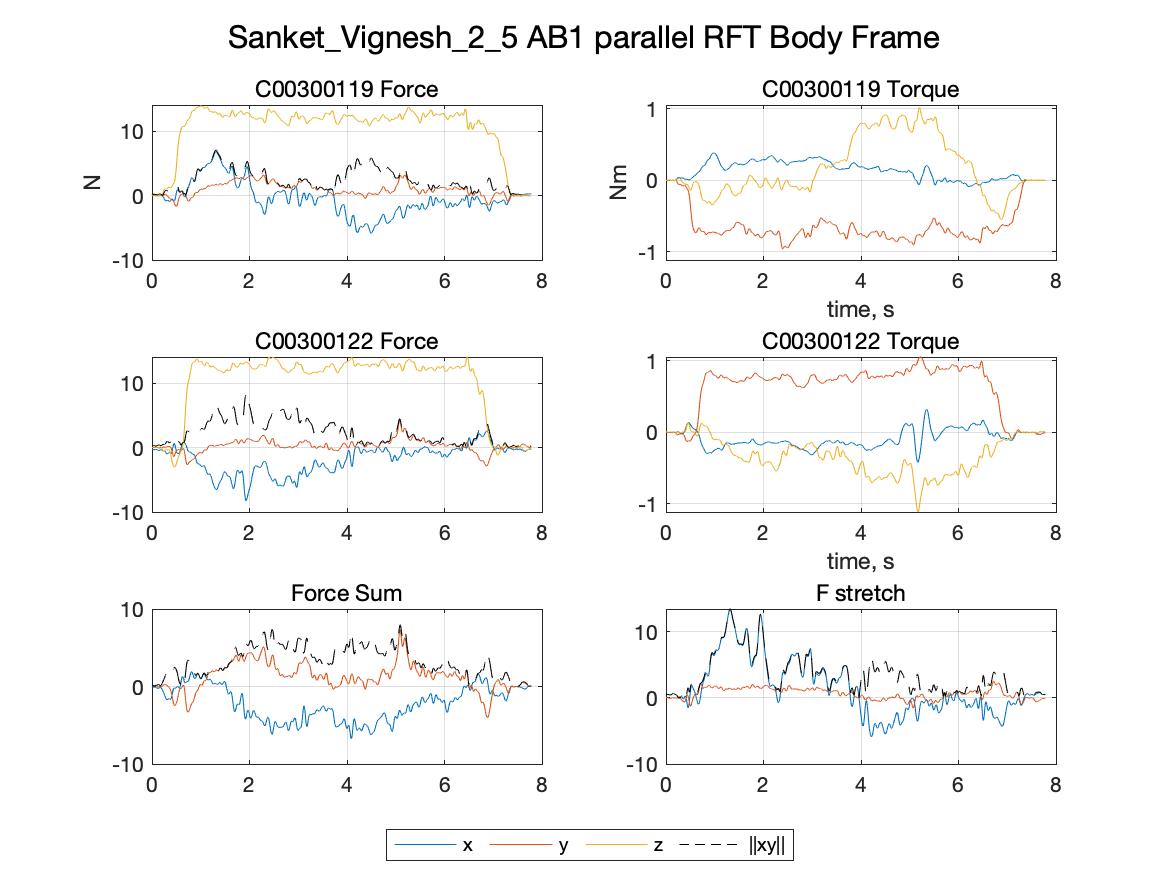 Sanket_Vignesh_2_5 AB1 parallel RFT Body Frame
C00300119 Force
10
0
-10
N
0 2 4 6 8
C00300119 Torque
1
0
-1
Nm
0 2 4 6 8
time, s
C00300122 Force
10
0
-10
0 2 4 6 8
C00300122 Torque
1
0
-1
0 2 4 6 8
time, s
Force Sum
10
0
-10
0 2 4 6 8
F stretch
10
0
-10
0 2 4 6 8
x y z ||xy||